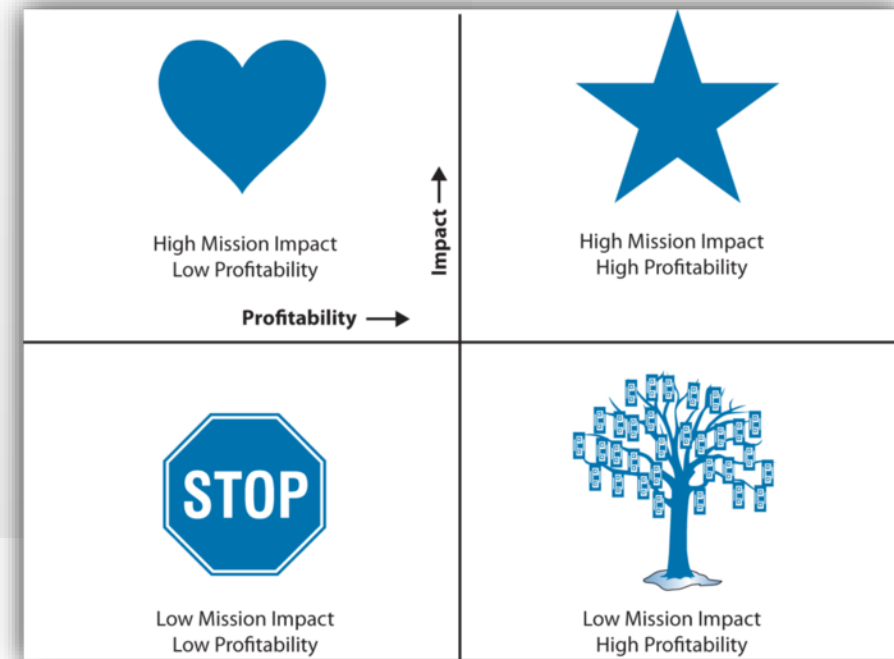 High Mission Impact
Low Profitability
High Mission Impact
High Profitability
Impact
Profitability
STOP
Low Mission Impact
Low Profitability
Low Mission Impact
High Profitability